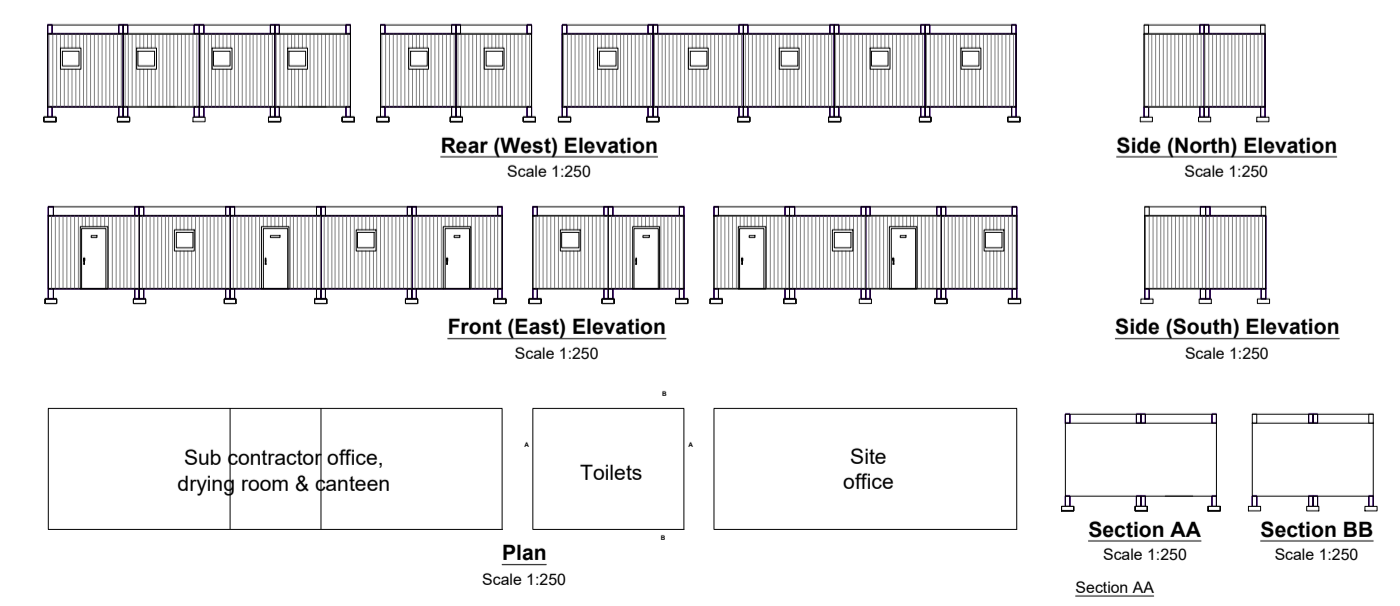 Rear (West) Elevation
Scale 1:250
Side (North) Elevation
Scale 1:250
Front (East) Elevation
Scale 1:250
Side (South) Elevation
Scale 1:250
B
A
A
Sub contractor office,
drying room & canteen
Toilets
Site
office
B
Plan
Scale 1:250
Section AA
Scale 1:250
Section BB
Scale 1:250
Section AA